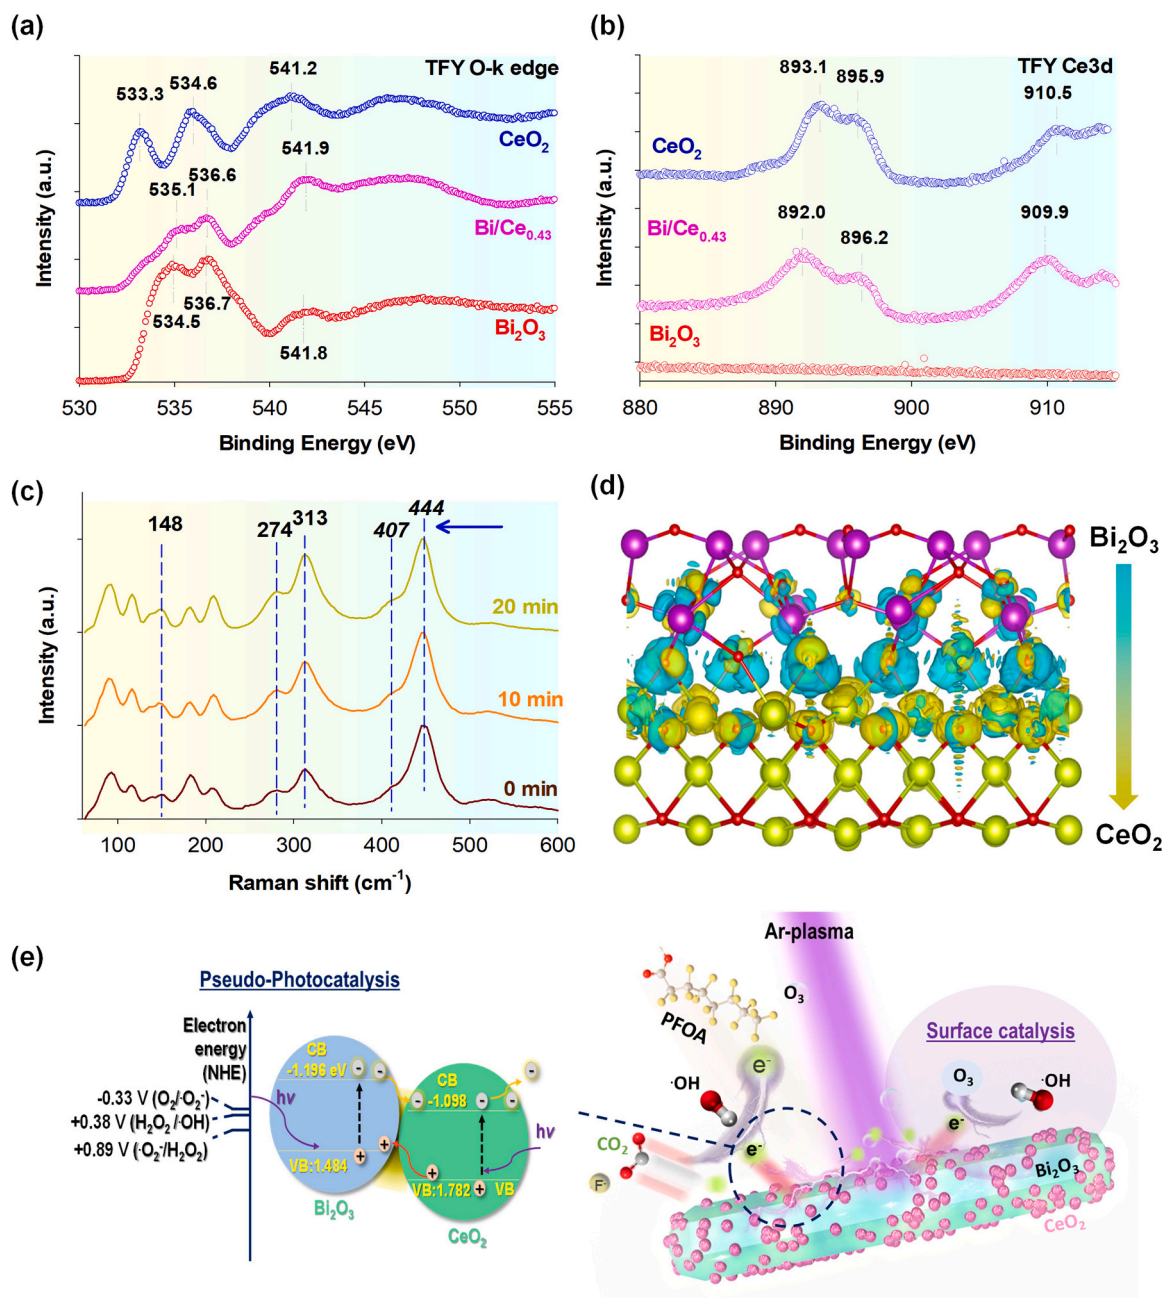 (a)
TFY O-k edge
533.3
534.6
541.2
CeO2
535.1
536.6
541.9
Bi/Ce0.43
534.5
536.7
541.8
Bi2O3
Intensity (a.u.)
530 535 540 545 550 555
Binding Energy (eV)
(b)
TFY Ce3d
893.1
895.9
910.5
CeO2
892.0
896.2
909.9
Bi/Ce0.43
Bi2O3
Intensity (a.u.)
880 890 900 910
Binding Energy (eV)
(c)
148
274
313
407
444
20 min
10 min
0 min
Intensity (a.u.)
100 200 300 400 500 600
Raman shift (cm-1)
(d)
Bi2O3
CeO2
(e)
Pseudo-Photocatalysis
Electron
energy
(NHE)
-0.33 V (O2/·O2-)
+0.38 V (H2O2/·OH)
+0.89 V (·O2-/H2O2)
hv
CB
-1.196 eV
VB:1.484
Bi2O3
CB
-1.098
hv
VB:1.782
VB
CeO2
Ar-plasma
PFOA
O3
e-
·OH
CO2
F-
e-
Surface catalysis
O3
·OH
e-
Bi2O3
CeO2